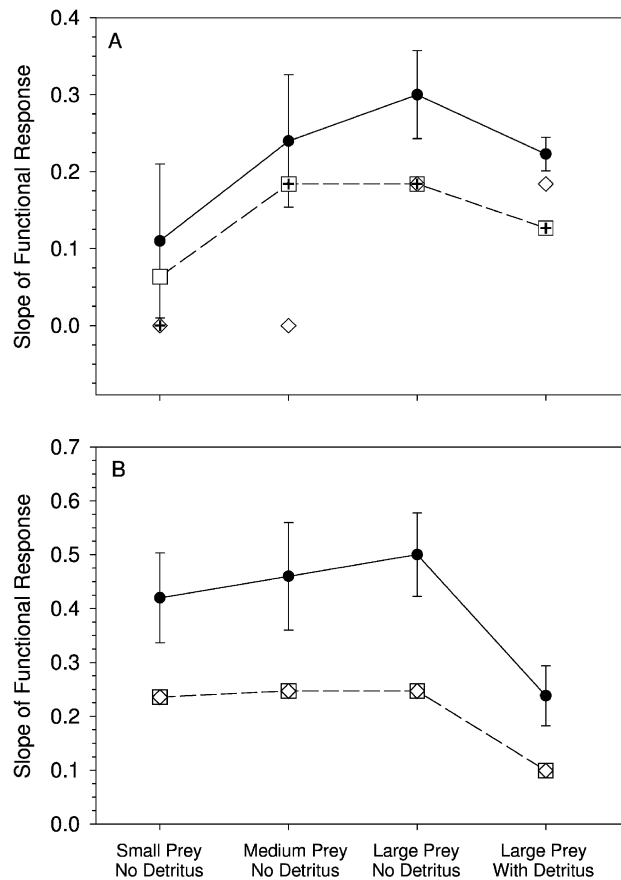 A
0.4
0.3
0.2
0.1
0.0
Slope of Functional Response
B
0.7
0.6
0.5
0.4
0.3
0.2
0.1
0.0
Slope of Functional Response
Small Prey
No Detritus
Medium Prey
No Detritus
Large Prey
No Detritus
Large Prey
With Detritus